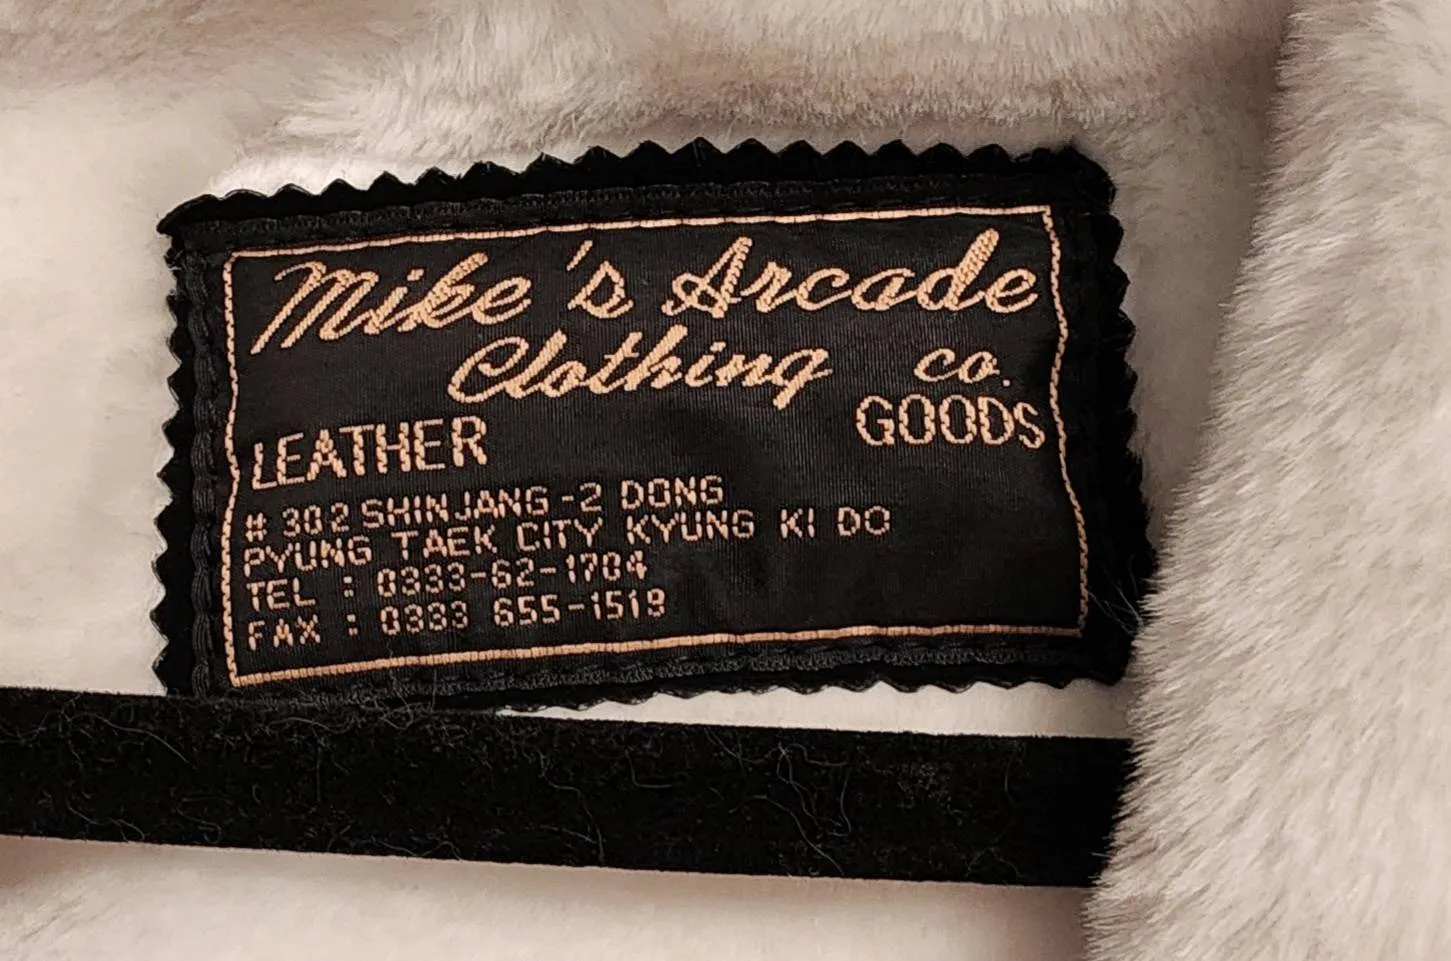 Mike's Arcade
Clothing co.
LEATHER GOODS
# 302 SHINJANG-2 DONG
PYUNG TAEK CITY KYUNG KI DO
TEL : 0333-62-1704
FAX : 0333 655-1519